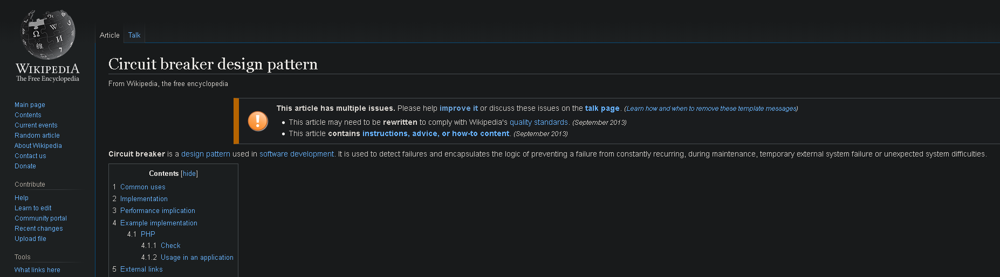 WIKIPEDIA
The Free Encyclopedia
Main page
Contents
Current events
Random article
About Wikipedia
Contact us
Donate
Contribute
Help
Learn to edit
Community portal
Recent changes
Upload file
Tools
What links here
Article Talk
Circuit breaker design pattern
From Wikipedia, the free encyclopedia
This article has multiple issues. Please help improve it or discuss these issues on the talk page. (Learn how and when to remove these template messages)
• This article may need to be rewritten to comply with Wikipedia's quality standards. (September 2013)
• This article contains instructions, advice, or how-to content. (September 2013)
Circuit breaker is a design pattern used in software development. It is used to detect failures and encapsulates the logic of preventing a failure from constantly recurring, during maintenance, temporary external system failure or unexpected system difficulties.
Contents [hide]
1 Common uses
2 Implementation
3 Performance implication
4 Example implementation
4.1 PHP
4.1.1 Check
4.1.2 Usage in an application
5 External links